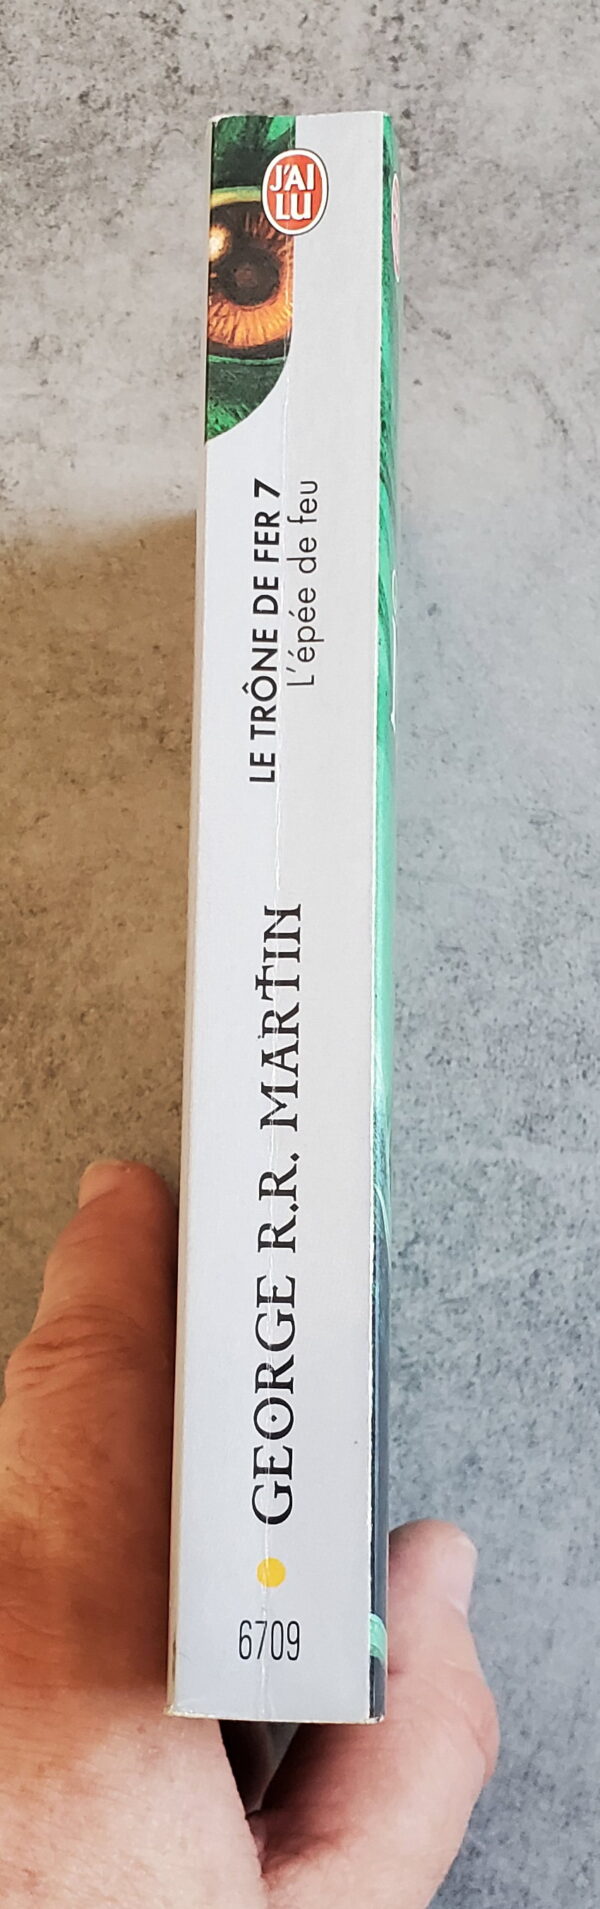 J'AI
LU
LE TRÔNE DE FER 7
L'épée de feu
GEORGE R.R. MARTIN
6709